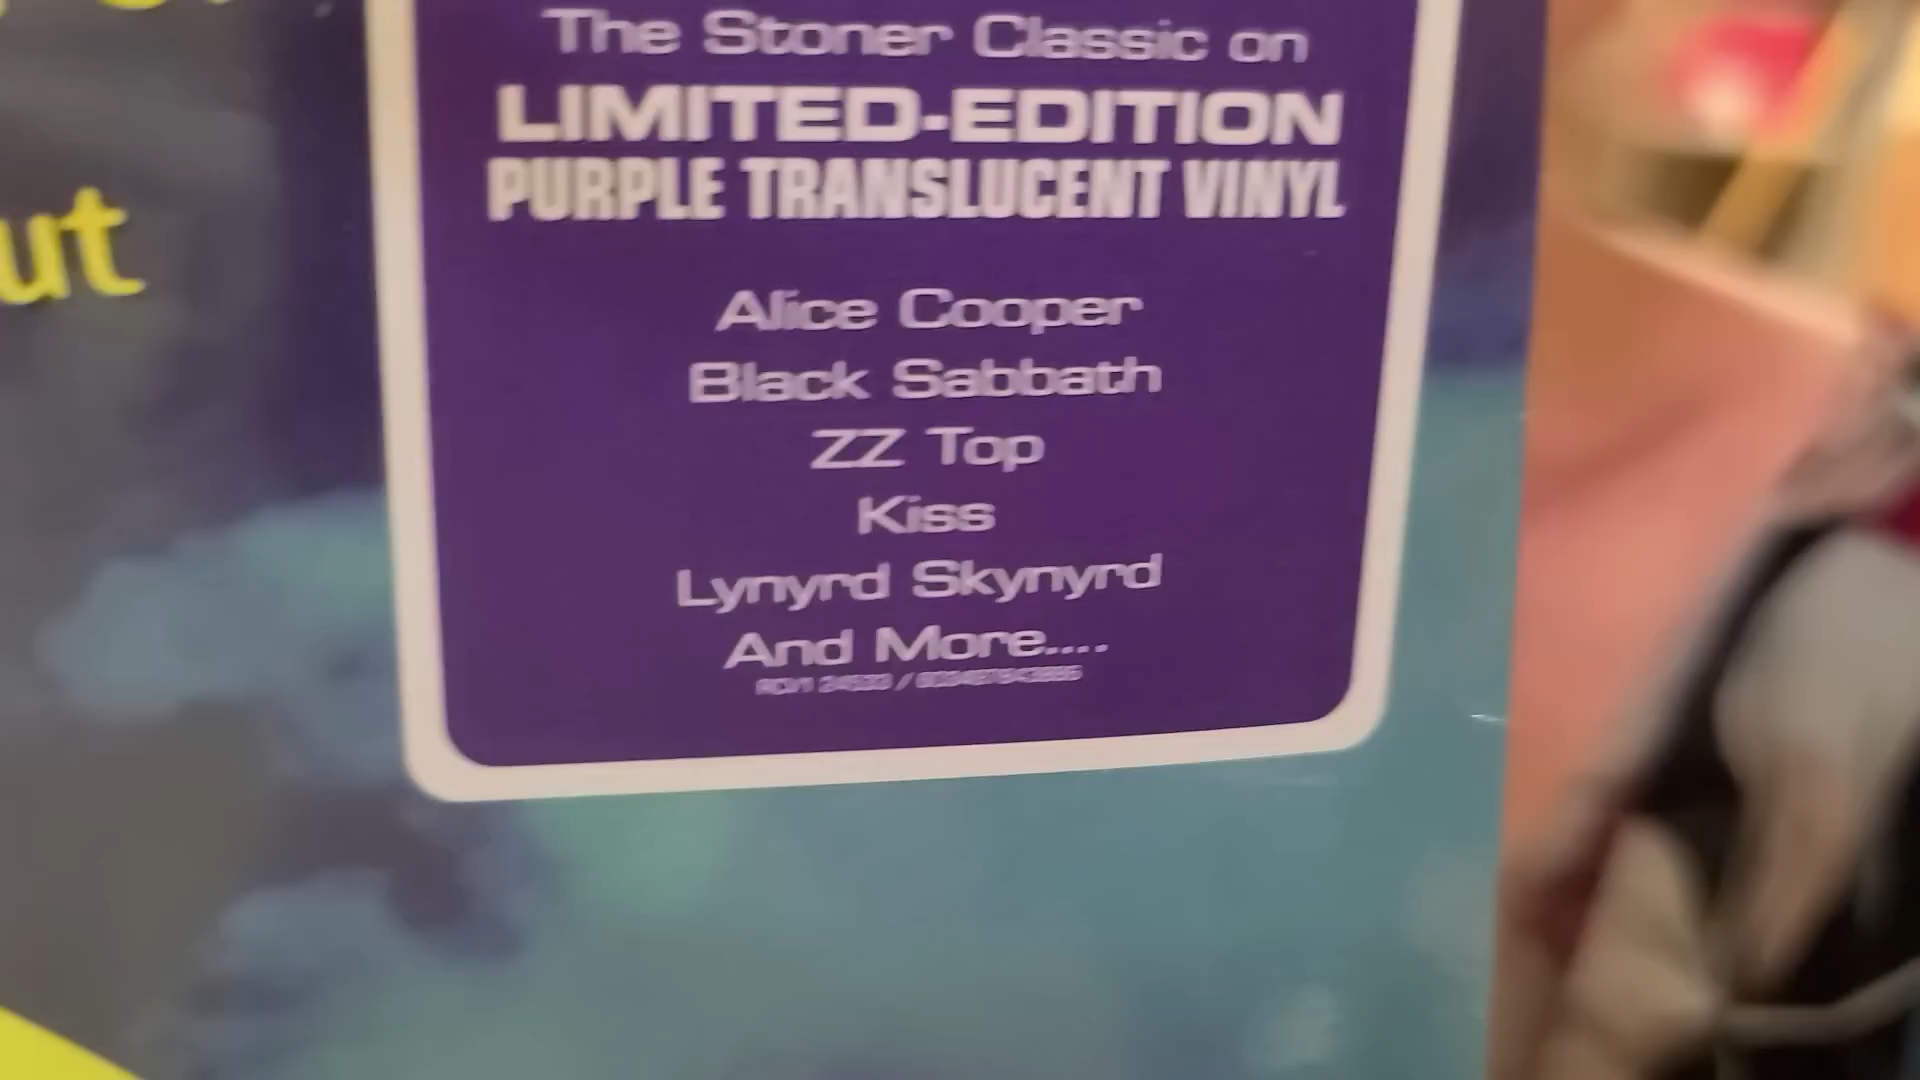 The Stoner Classic on
LIMITED-EDITION
PURPLE TRANSLUCENT VINYL
ut
Alice Cooper
Black Sabbath
ZZ Top
Kiss
Lynyrd Skynyrd
And More....